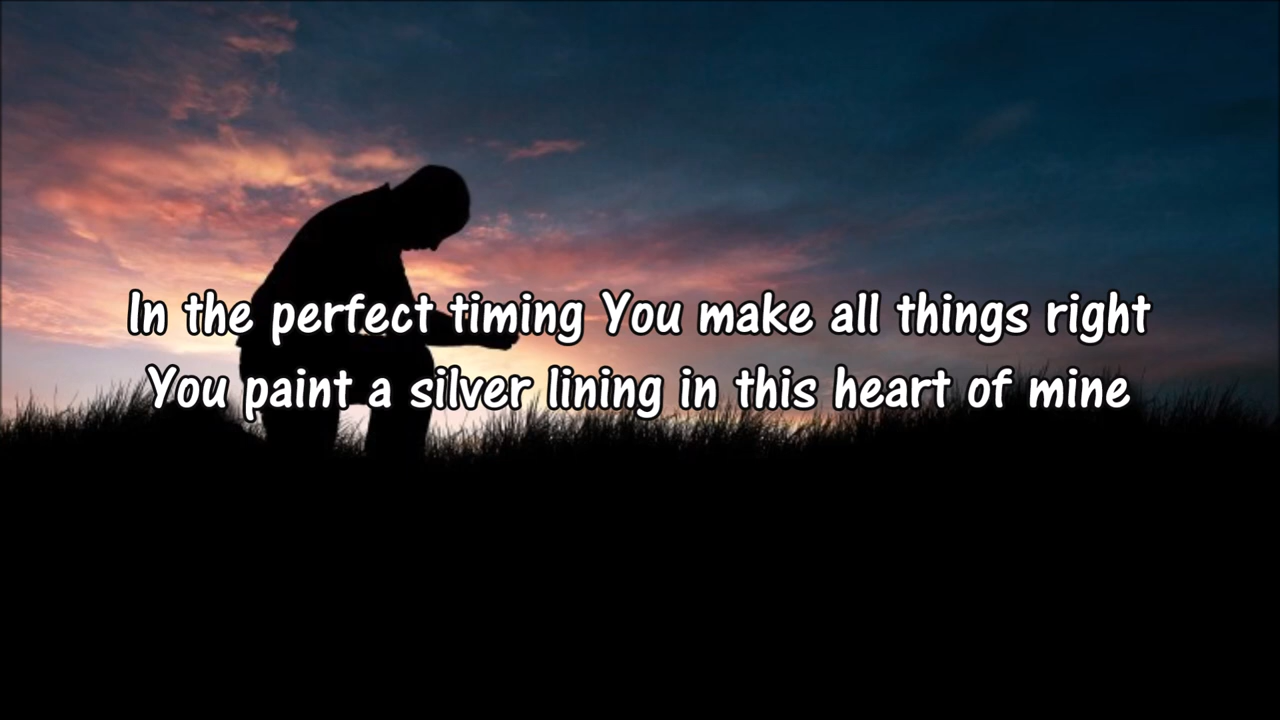 In the perfect timing You make all things right
You paint a silver lining in this heart of mine